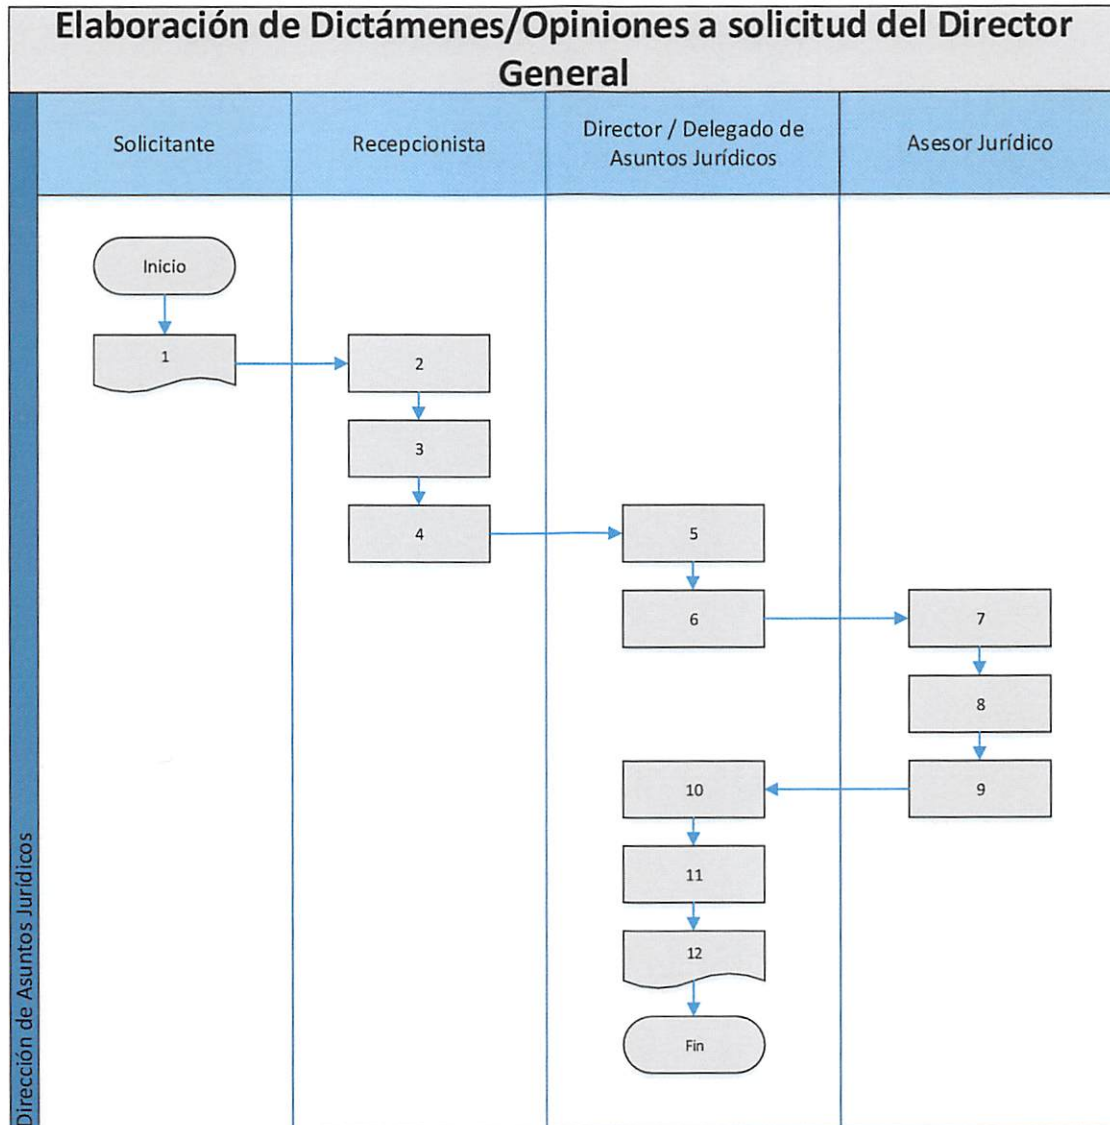 Elaboración de Dictámenes/Opiniones a solicitud del Director
General
Dirección de Asuntos Jurídicos
Solicitante
Recepcionista
Director / Delegado de
Asuntos Jurídicos
Asesor Jurídico
Inicio
1
2
3
4
5
6
7
8
9
10
11
12
Fin